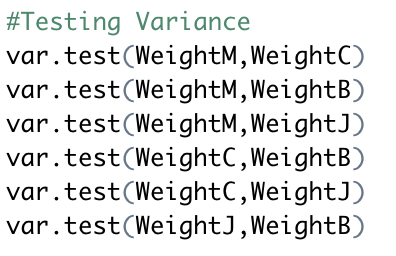 #Testing Variance
var.test(WeightM,WeightC)
var.test(WeightM,WeightB)
var.test(WeightM,WeightJ)
var.test(WeightC,WeightB)
var.test(WeightC,WeightJ)
var.test(WeightJ,WeightB)